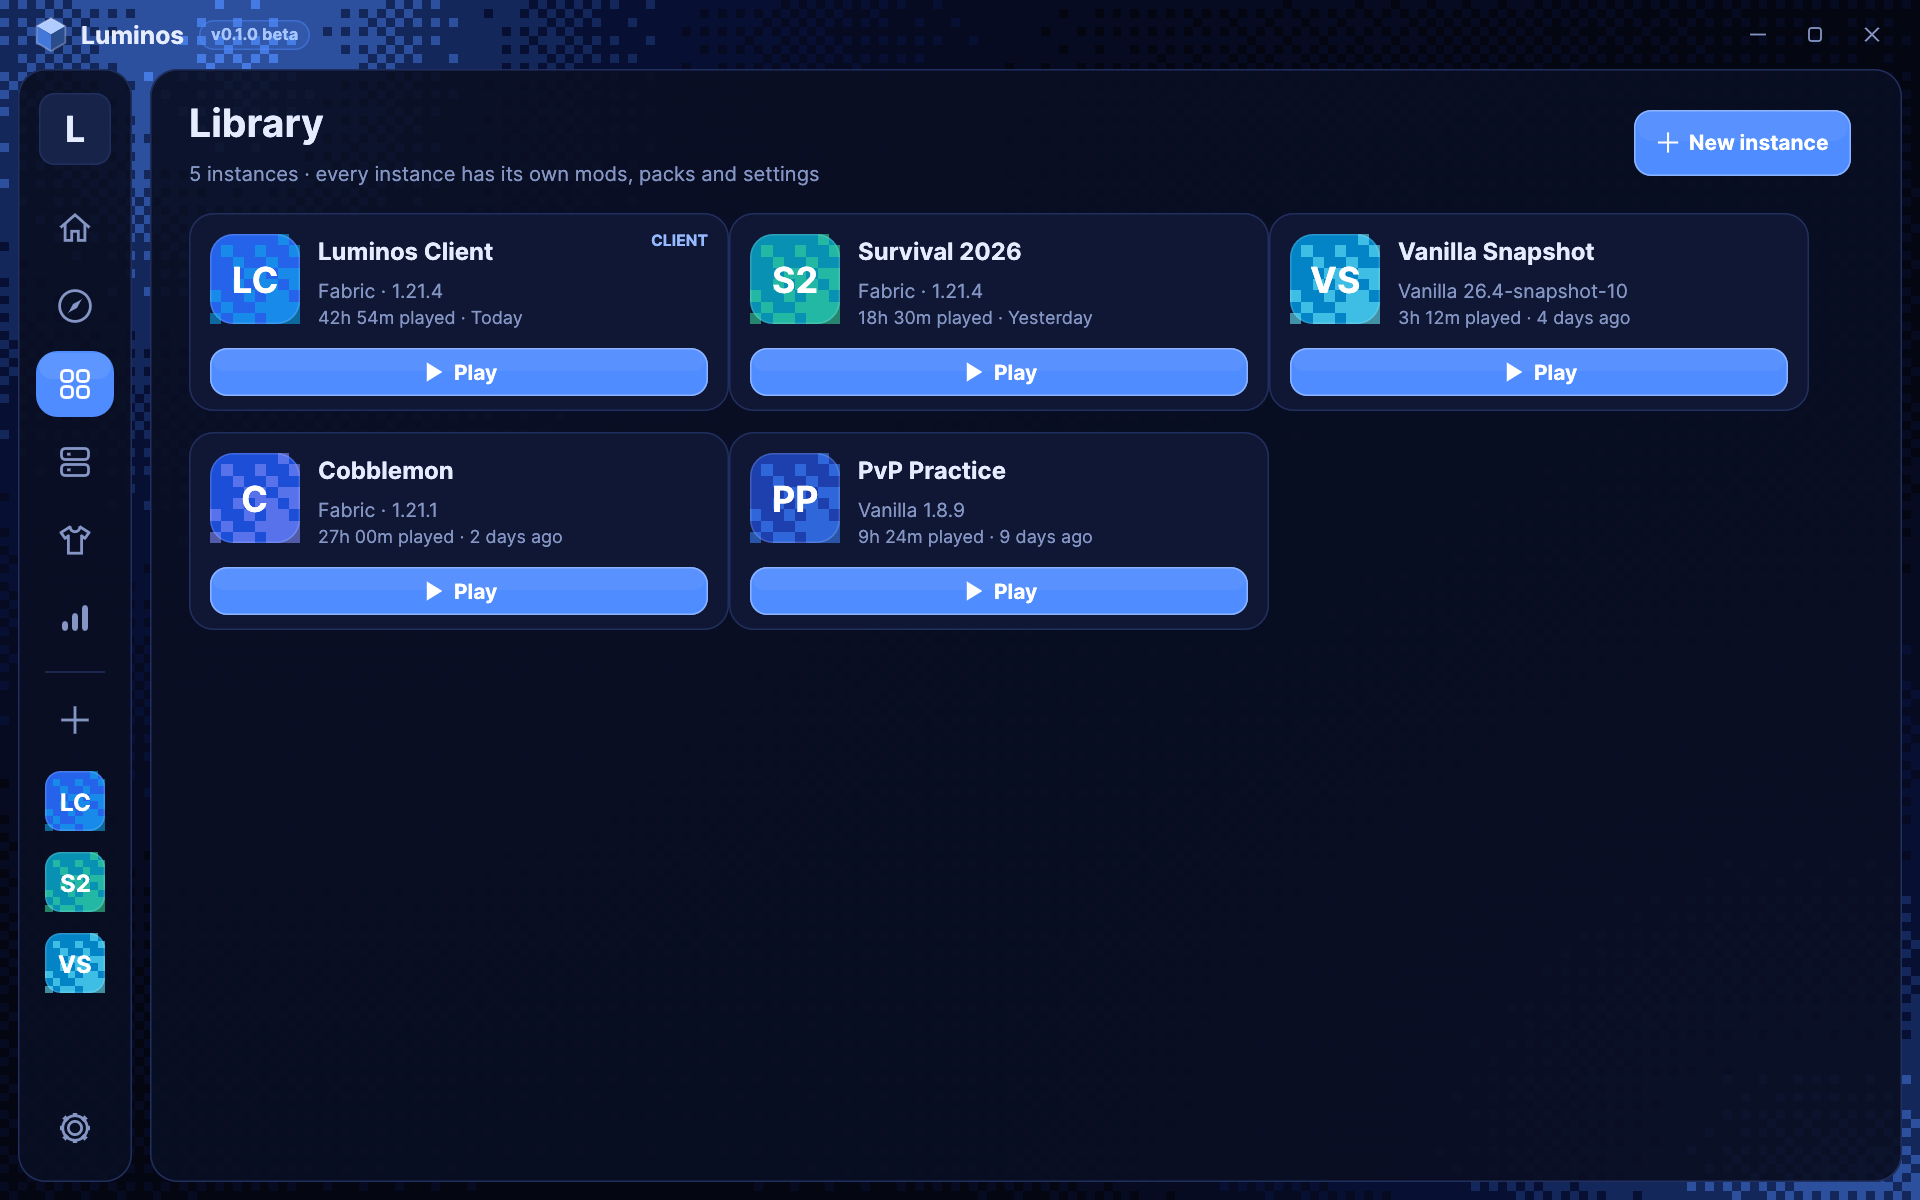 Luminos v0.1.0 beta
L
Library
5 instances · every instance has its own mods, packs and settings
New instance
LC
Luminos Client
CLIENT
Fabric · 1.21.4
42h 54m played · Today
Play
S2
Survival 2026
Fabric · 1.21.4
18h 30m played · Yesterday
Play
VS
Vanilla Snapshot
Vanilla 26.4-snapshot-10
3h 12m played · 4 days ago
Play
C
Cobblemon
Fabric · 1.21.1
27h 00m played · 2 days ago
Play
PP
PvP Practice
Vanilla 1.8.9
9h 24m played · 9 days ago
Play
LC
S2
VS